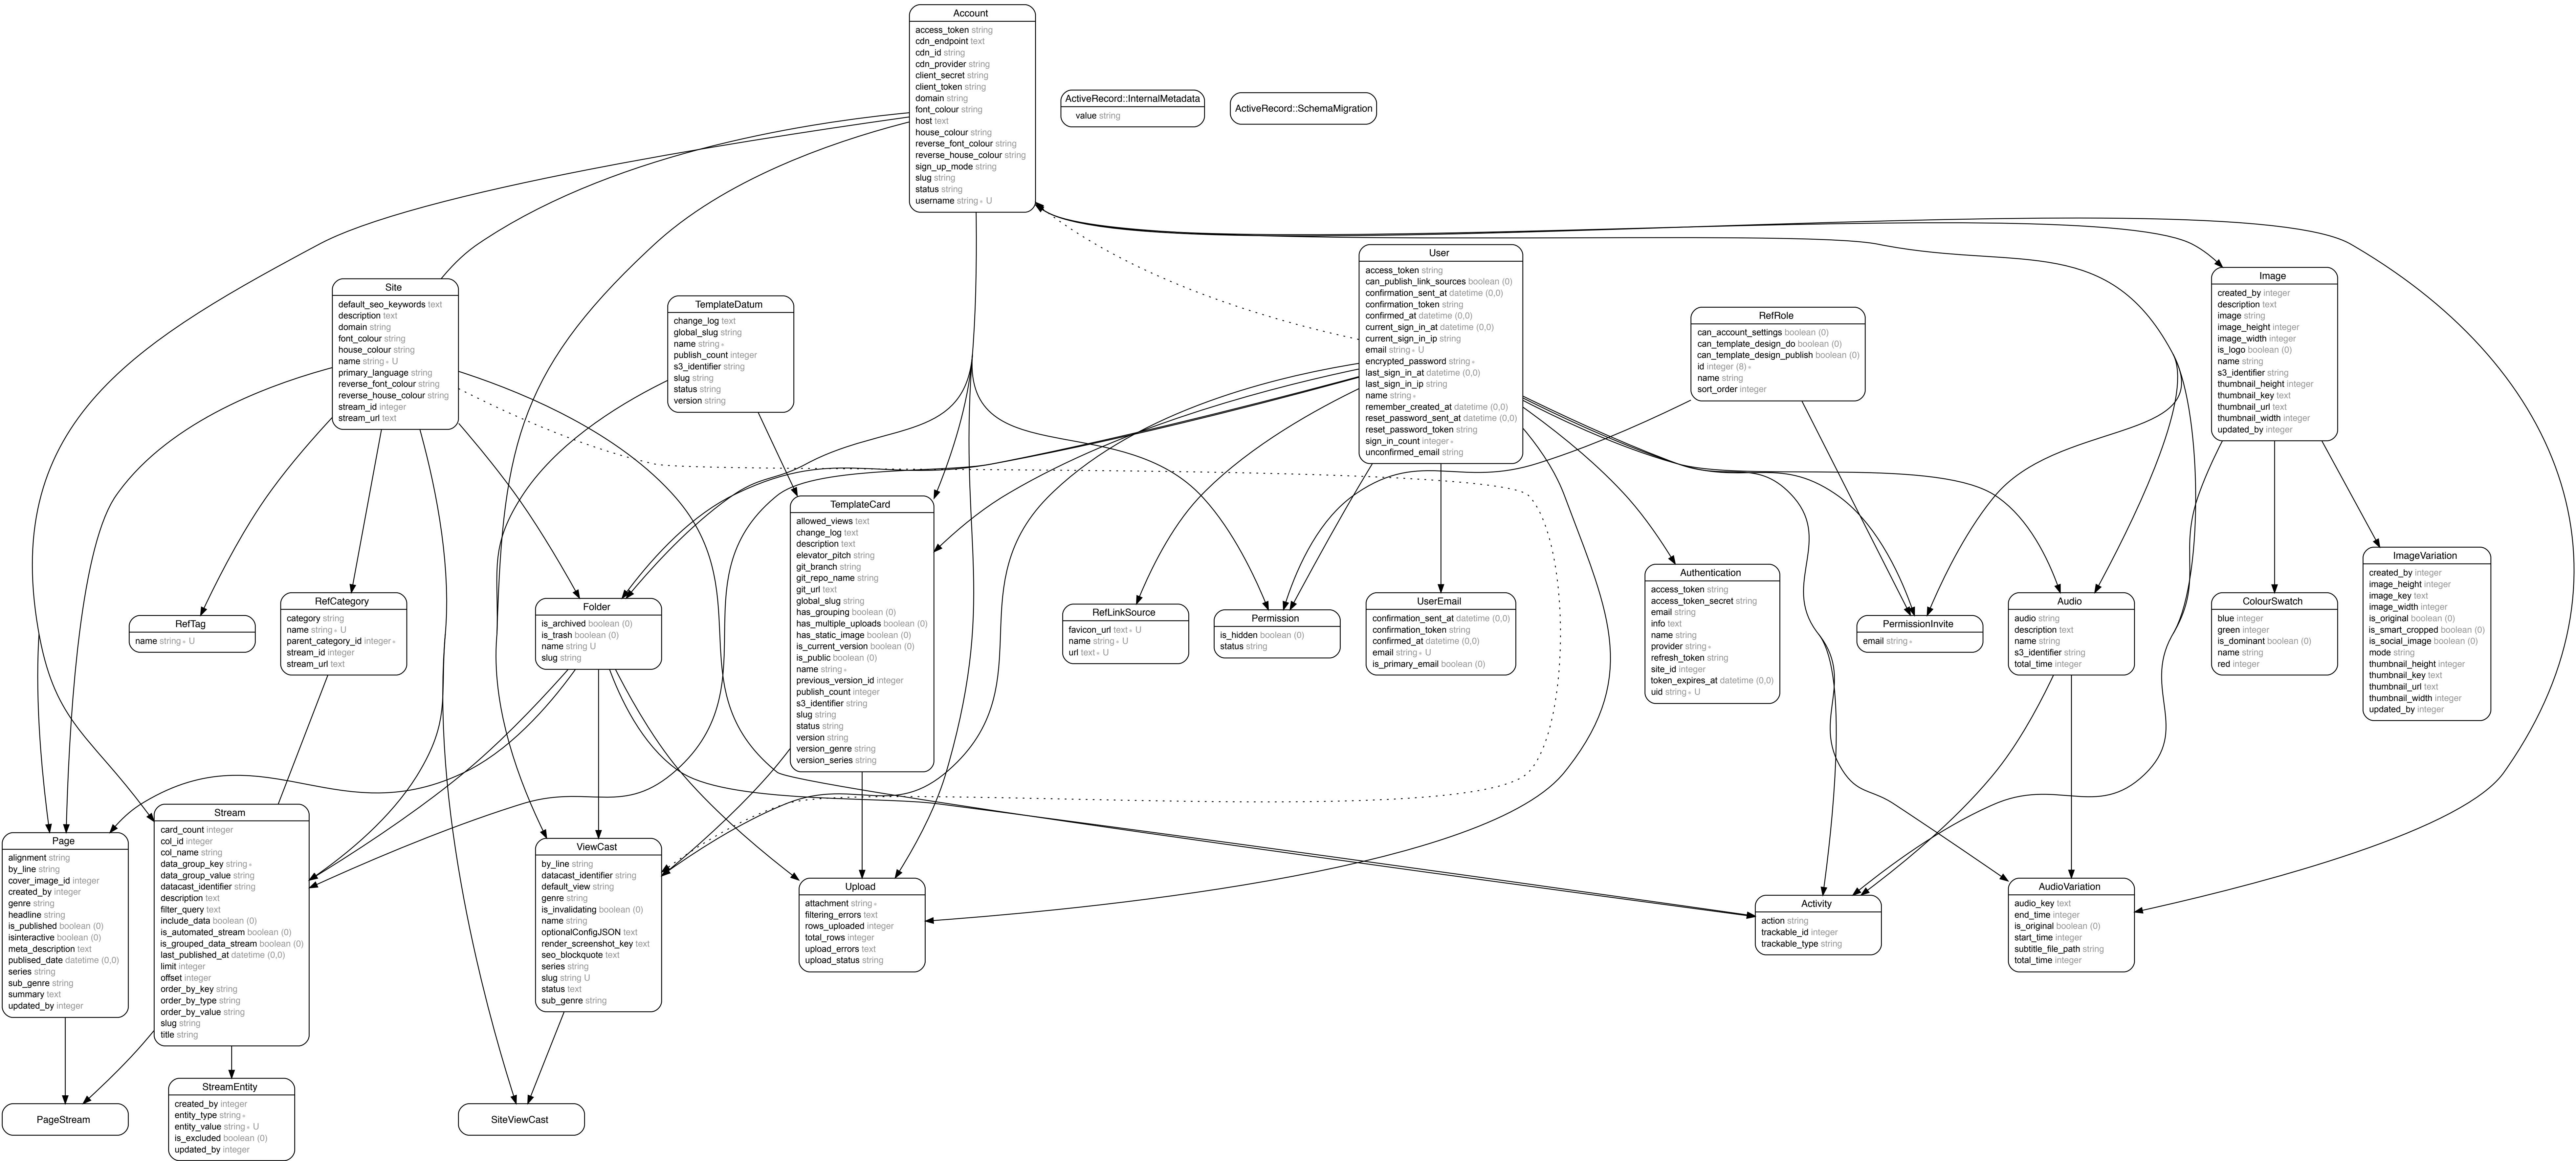 Account
access_token string
cdn_endpoint text
cdn_id string
cdn_provider string
client_secret string
client_token string
domain string
font_colour string
host text
house_colour string
reverse_font_colour string
reverse_house_colour string
sign_up_mode string
slug string
status string
username string∗ U
ActiveRecord::InternalMetadata
value string
ActiveRecord::SchemaMigration
Site
default_seo_keywords text
description text
domain string
font_colour string
house_colour string
name string∗ U
primary_language string
reverse_font_colour string
reverse_house_colour string
stream_id integer
stream_url text
TemplateDatum
change_log text
global_slug string
name string∗
publish_count integer
s3_identifier string
slug string
status string
version string
User
access_token string
can_publish_link_sources boolean (0)
confirmation_sent_at datetime (0,0)
confirmation_token string
confirmed_at datetime (0,0)
current_sign_in_at datetime (0,0)
current_sign_in_ip string
email string∗ U
encrypted_password string∗
last_sign_in_at datetime (0,0)
last_sign_in_ip string
name string∗
remember_created_at datetime (0,0)
reset_password_sent_at datetime (0,0)
reset_password_token string
sign_in_count integer∗
unconfirmed_email string
RefRole
can_account_settings boolean (0)
can_template_design_do boolean (0)
can_template_design_publish boolean (0)
id integer (8)∗
name string
sort_order integer
Image
created_by integer
description text
image string
image_height integer
image_width integer
is_logo boolean (0)
name string
s3_identifier string
thumbnail_height integer
thumbnail_key text
thumbnail_url text
thumbnail_width integer
updated_by integer
RefTag
name string∗ U
RefCategory
category string
name string∗ U
parent_category_id integer∗
stream_id integer
stream_url text
Folder
is_archived boolean (0)
is_trash boolean (0)
name string U
slug string
TemplateCard
allowed_views text
change_log text
description text
elevator_pitch string
git_branch string
git_repo_name string
git_url text
global_slug string
has_grouping boolean (0)
has_multiple_uploads boolean (0)
has_static_image boolean (0)
is_current_version boolean (0)
is_public boolean (0)
name string∗
previous_version_id integer
publish_count integer
s3_identifier string
slug string
status string
version string
version_genre string
version_series string
RefLinkSource
favicon_url text∗ U
name string∗ U
url text∗ U
Permission
is_hidden boolean (0)
status string
UserEmail
confirmation_sent_at datetime (0,0)
confirmation_token string
confirmed_at datetime (0,0)
email string∗ U
is_primary_email boolean (0)
Authentication
access_token string
access_token_secret string
email string
info text
name string
provider string∗
refresh_token string
site_id integer
token_expires_at datetime (0,0)
uid string∗ U
PermissionInvite
email string∗
Audio
audio string
description text
name string
s3_identifier string
total_time integer
ColourSwatch
blue integer
green integer
is_dominant boolean (0)
name string
red integer
ImageVariation
created_by integer
image_height integer
image_key text
image_width integer
is_original boolean (0)
is_smart_cropped boolean (0)
is_social_image boolean (0)
mode string
thumbnail_height integer
thumbnail_key text
thumbnail_url text
thumbnail_width integer
updated_by integer
Page
alignment string
by_line string
cover_image_id integer
created_by integer
genre string
headline string
is_published boolean (0)
isinteractive boolean (0)
meta_description text
publised_date datetime (0,0)
series string
sub_genre string
summary text
updated_by integer
Stream
card_count integer
col_id integer
col_name string
data_group_key string∗
data_group_value string
datacast_identifier string
description text
filter_query text
include_data boolean (0)
is_automated_stream boolean (0)
is_grouped_data_stream boolean (0)
last_published_at datetime (0,0)
limit integer
offset integer
order_by_key string
order_by_type string
order_by_value string
slug string
title string
ViewCast
by_line string
datacast_identifier string
default_view string
genre string
is_invalidating boolean (0)
name string
optionalConfigJSON text
render_screenshot_key text
seo_blockquote text
series string
slug string U
status text
sub_genre string
Upload
attachment string∗
filtering_errors text
rows_uploaded integer
total_rows integer
upload_errors text
upload_status string
Activity
action string
trackable_id integer
trackable_type string
AudioVariation
audio_key text
end_time integer
is_original boolean (0)
start_time integer
subtitle_file_path string
total_time integer
PageStream
StreamEntity
created_by integer
entity_type string∗
entity_value string∗ U
is_excluded boolean (0)
updated_by integer
SiteViewCast